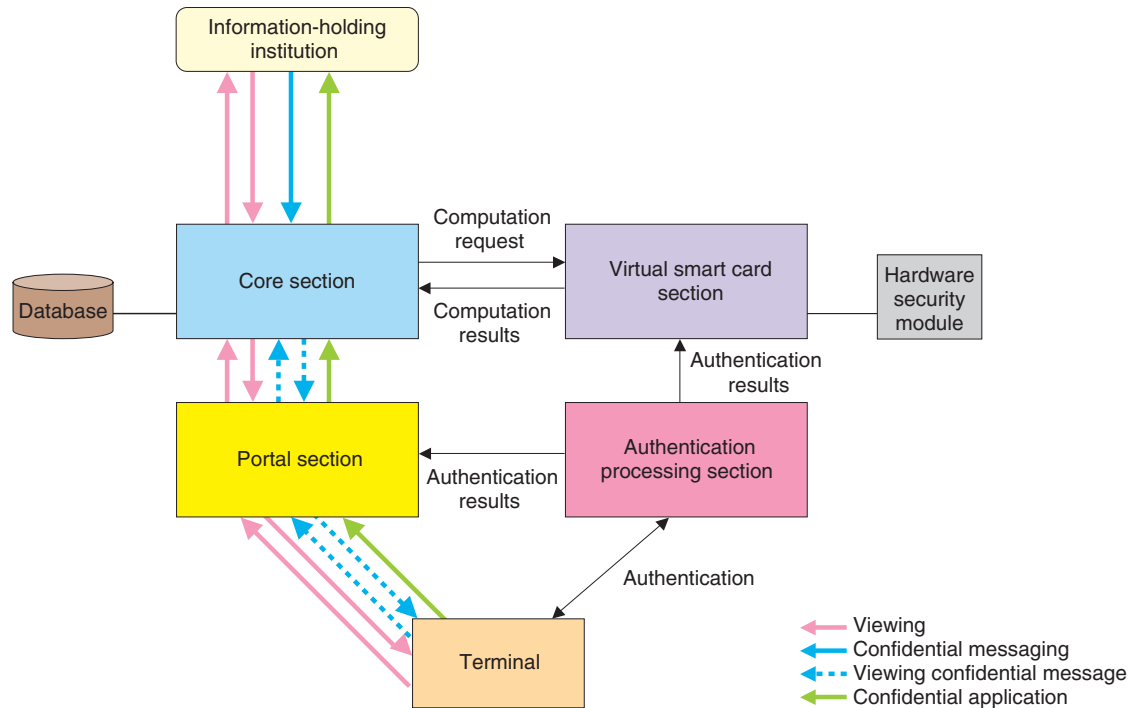 Information-holding
institution
Computation
request
Core section
Virtual smart card
section
Database
Hardware
security
module
Computation
results
Authentication
results
Portal section
Authentication
processing section
Authentication
results
Authentication
Terminal
Viewing
Confidential messaging
Viewing confidential message
Confidential application